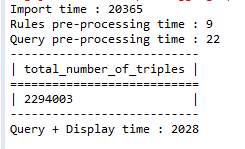 Import time : 20365
Rules pre-processing time : 9
Query pre-processing time : 22
---------------------------
| total_number_of_triples |
===========================
| 2294003                 |
---------------------------
Query + Display time : 2028